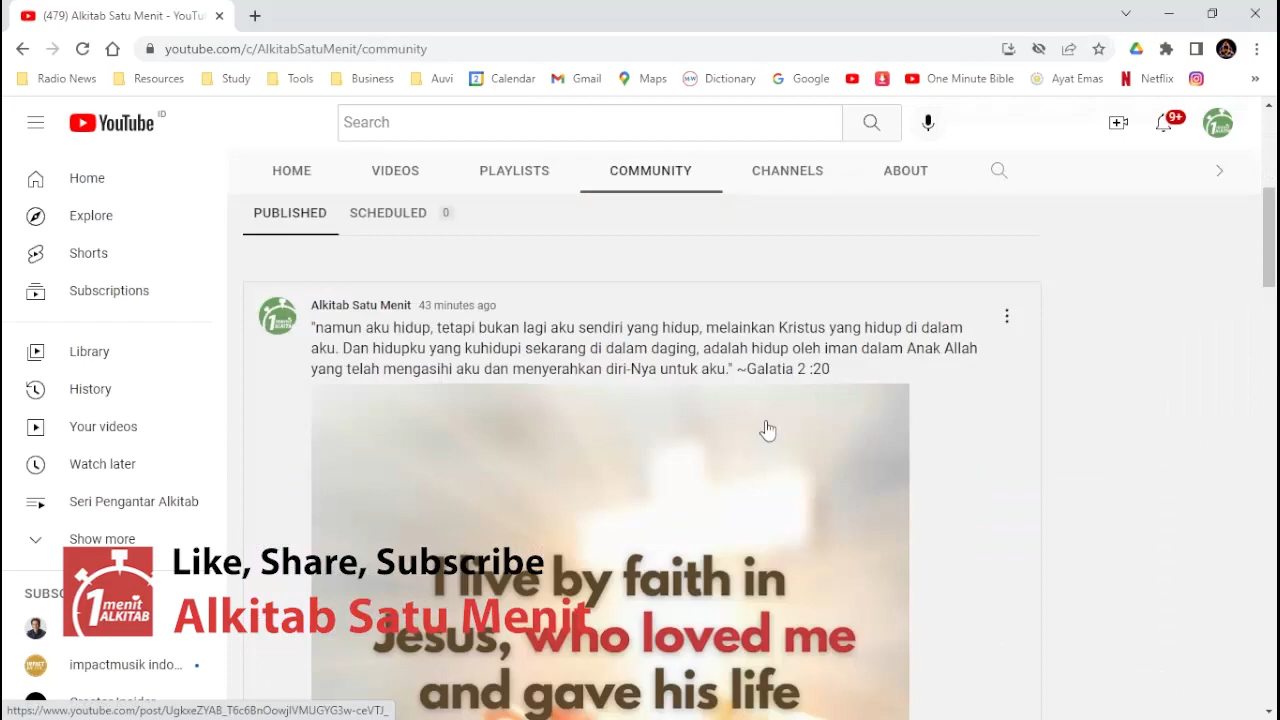 (479) Alkitab Satu Menit - YouTu
youtube.com/c/AlkitabSatuMenit/community
Radio News Resources Study Tools Business Auvi Calendar Gmail Maps Dictionary Google One Minute Bible Ayat Emas Netflix
YouTube ID
Search
9+
HOME VIDEOS PLAYLISTS COMMUNITY CHANNELS ABOUT
Home
Explore
Shorts
Subscriptions
Library
History
Your videos
Watch later
Seri Pengantar Alkitab
Show more
SUBSC
impactmusik indo...
PUBLISHED SCHEDULED 0
Alkitab Satu Menit 43 minutes ago
"namun aku hidup, tetapi bukan lagi aku sendiri yang hidup, melainkan Kristus yang hidup di dalam
aku. Dan hidupku yang kuhidupi sekarang di dalam daging, adalah hidup oleh iman dalam Anak Allah
yang telah mengasihi aku dan menyerahkan diri-Nya untuk aku." ~Galatia 2 :20
I live by faith in
Jesus, who loved me
and gave his life
1menit
ALKITAB
Like, Share, Subscribe
Alkitab Satu Menit
https://www.youtube.com/post/UgkxeZYAB_T6c6BnOowjIVMUGYG3w-ceVTJ_